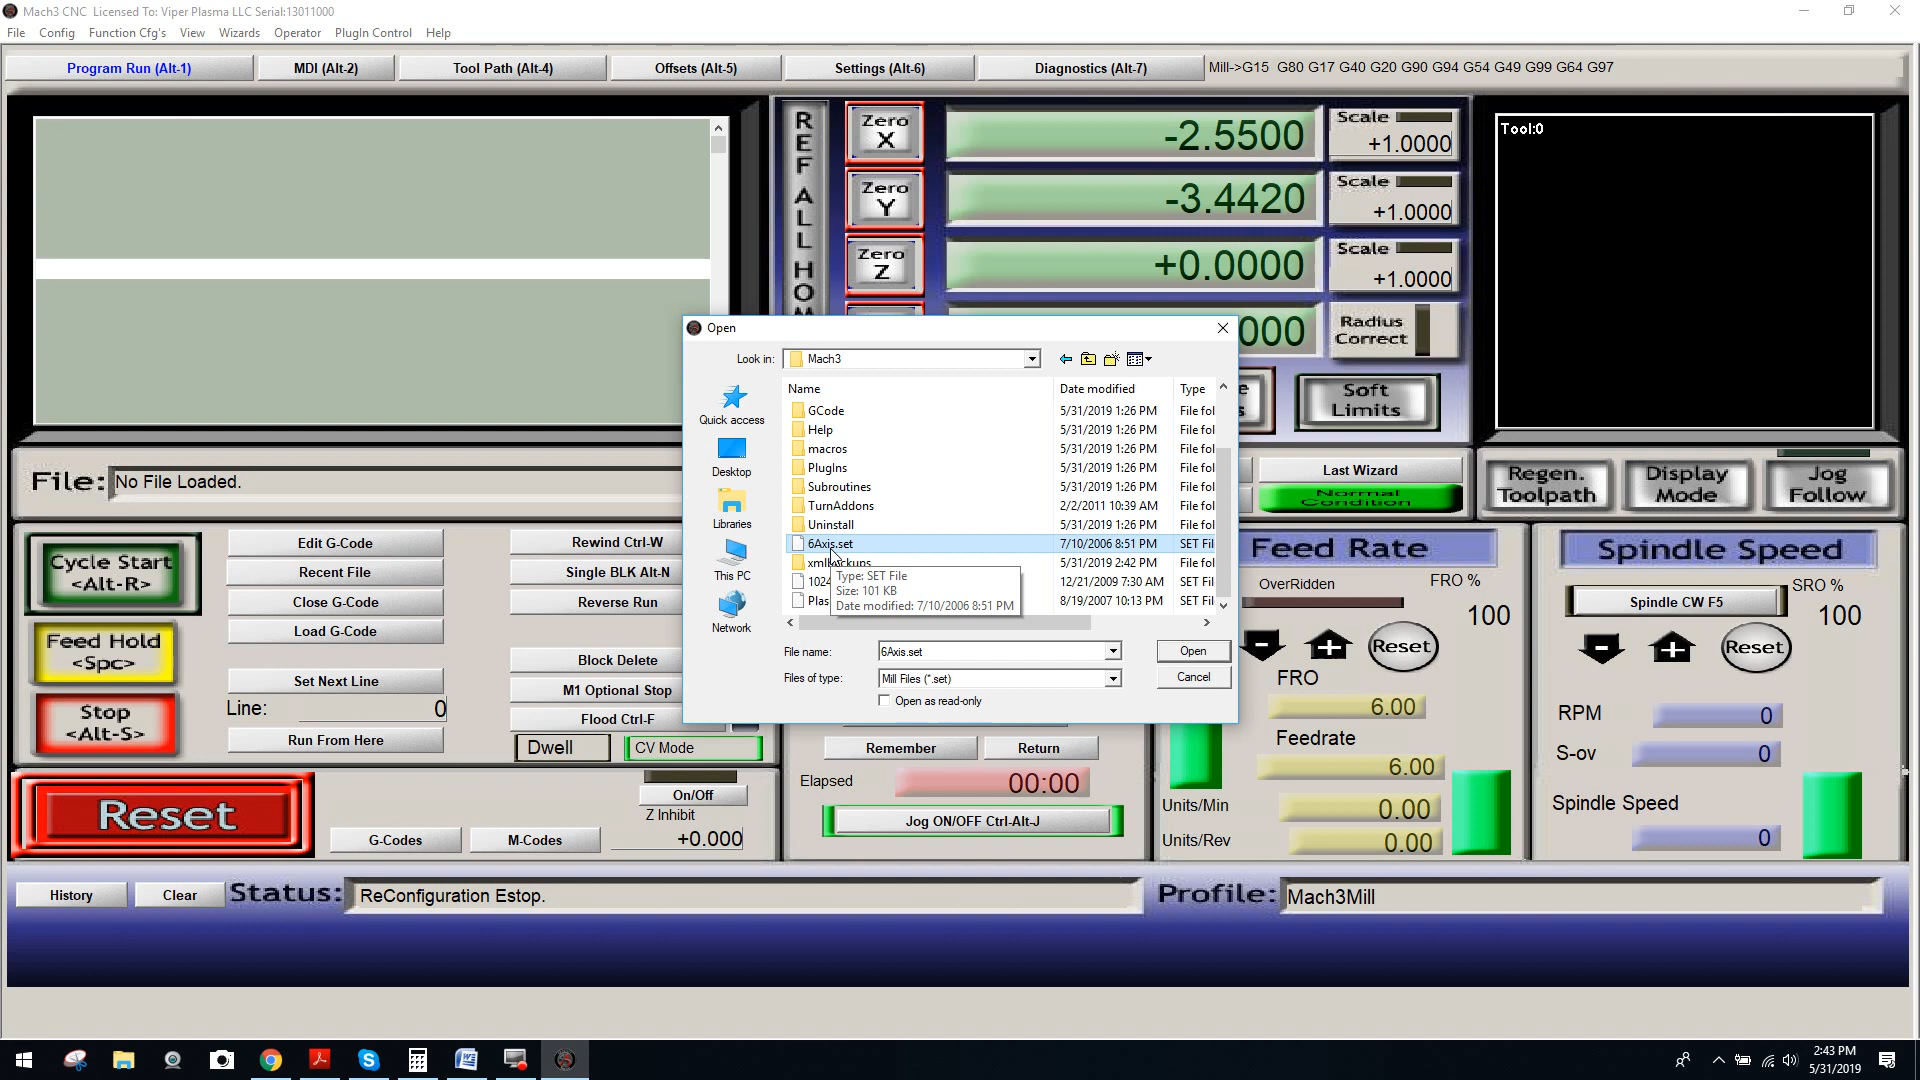 Mach3 CNC Licensed To: Viper Plasma LLC Serial:13011000
File Config Function Cfg's View Wizards Operator PlugIn Control Help
Program Run (Alt-1) MDI (Alt-2) Tool Path (Alt-4) Offsets (Alt-5) Settings (Alt-6) Diagnostics (Alt-7) Mill->G15 G80 G17 G40 G20 G90 G94 G54 G49 G99 G64 G97
REF ALL HOM
Zero X -2.5500 Scale +1.0000
Zero Y -3.4420 Scale +1.0000
Zero Z +0.0000 Scale +1.0000
000 Radius Correct
Soft Limits
Tool:0
Open
Look in: Mach3
Name Date modified Type
GCode 5/31/2019 1:26 PM File fol
Help 5/31/2019 1:26 PM File fol
macros 5/31/2019 1:26 PM File fol
PlugIns 5/31/2019 1:26 PM File fol
Subroutines 5/31/2019 1:26 PM File fol
TurnAddons 2/2/2011 10:39 AM File fol
Uninstall 5/31/2019 1:26 PM File fol
6Axis.set 7/10/2006 8:51 PM SET Fil
5/31/2019 2:42 PM File fol
1024 12/21/2009 7:30 AM SET Fil
Plas 8/19/2007 10:13 PM SET Fil
Type: SET File
Size: 101 KB
Date modified: 7/10/2006 8:51 PM
Quick access
Desktop
Libraries
This PC
Network
File name: 6Axis.set Open
Files of type: Mill Files (*.set) Cancel
Open as read-only
File: No File Loaded.
Last Wizard
Normal Condition
Regen. Toolpath Display Mode Jog Follow
Cycle Start <Alt-R>
Feed Hold <Spc>
Stop <Alt-S>
Edit G-Code
Recent File
Close G-Code
Load G-Code
Set Next Line
Line: 0
Run From Here
Rewind Ctrl-W
Single BLK Alt-N
Reverse Run
Block Delete
M1 Optional Stop
Flood Ctrl-F
Dwell CV Mode
Remember Return
Elapsed 00:00
Jog ON/OFF Ctrl-Alt-J
Reset
G-Codes M-Codes
On/Off
Z Inhibit
+0.000
Feed Rate
OverRidden FRO %
100
Reset
FRO
6.00
Feedrate
6.00
Units/Min 0.00
Units/Rev 0.00
Spindle Speed
Spindle CW F5 SRO %
100
Reset
RPM 0
S-ov 0
Spindle Speed
0
History Clear Status: ReConfiguration Estop. Profile: Mach3Mill
2:43 PM
5/31/2019